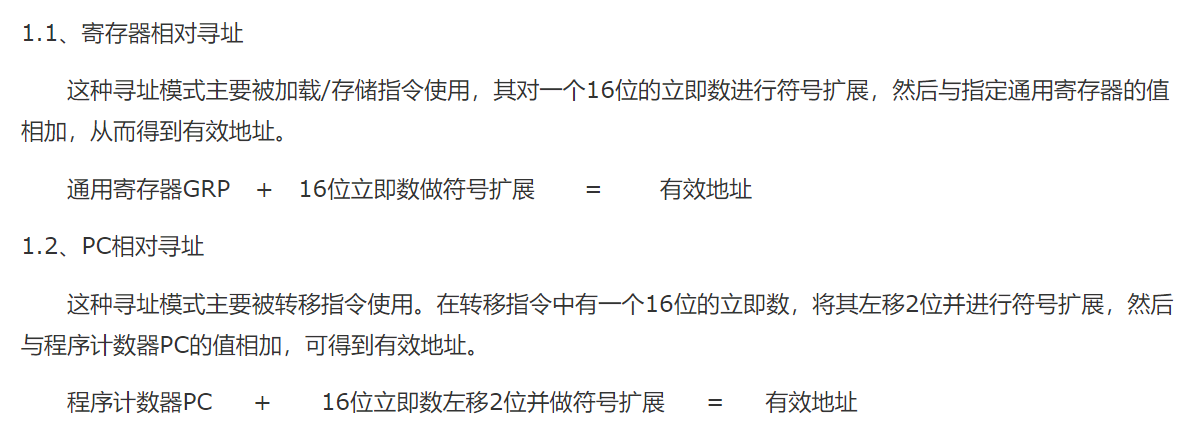 1.1、寄存器相对寻址
这种寻址模式主要被加载/存储指令使用，其对一个16位的立即数进行符号扩展，然后与指定通用寄存器的值
相加，从而得到有效地址。
通用寄存器GRP + 16位立即数做符号扩展 = 有效地址
1.2、PC相对寻址
这种寻址模式主要被转移指令使用。在转移指令中有一个16位的立即数，将其左移2位并进行符号扩展，然后
与程序计数器PC的值相加，可得到有效地址。
程序计数器PC + 16位立即数左移2位并做符号扩展 = 有效地址